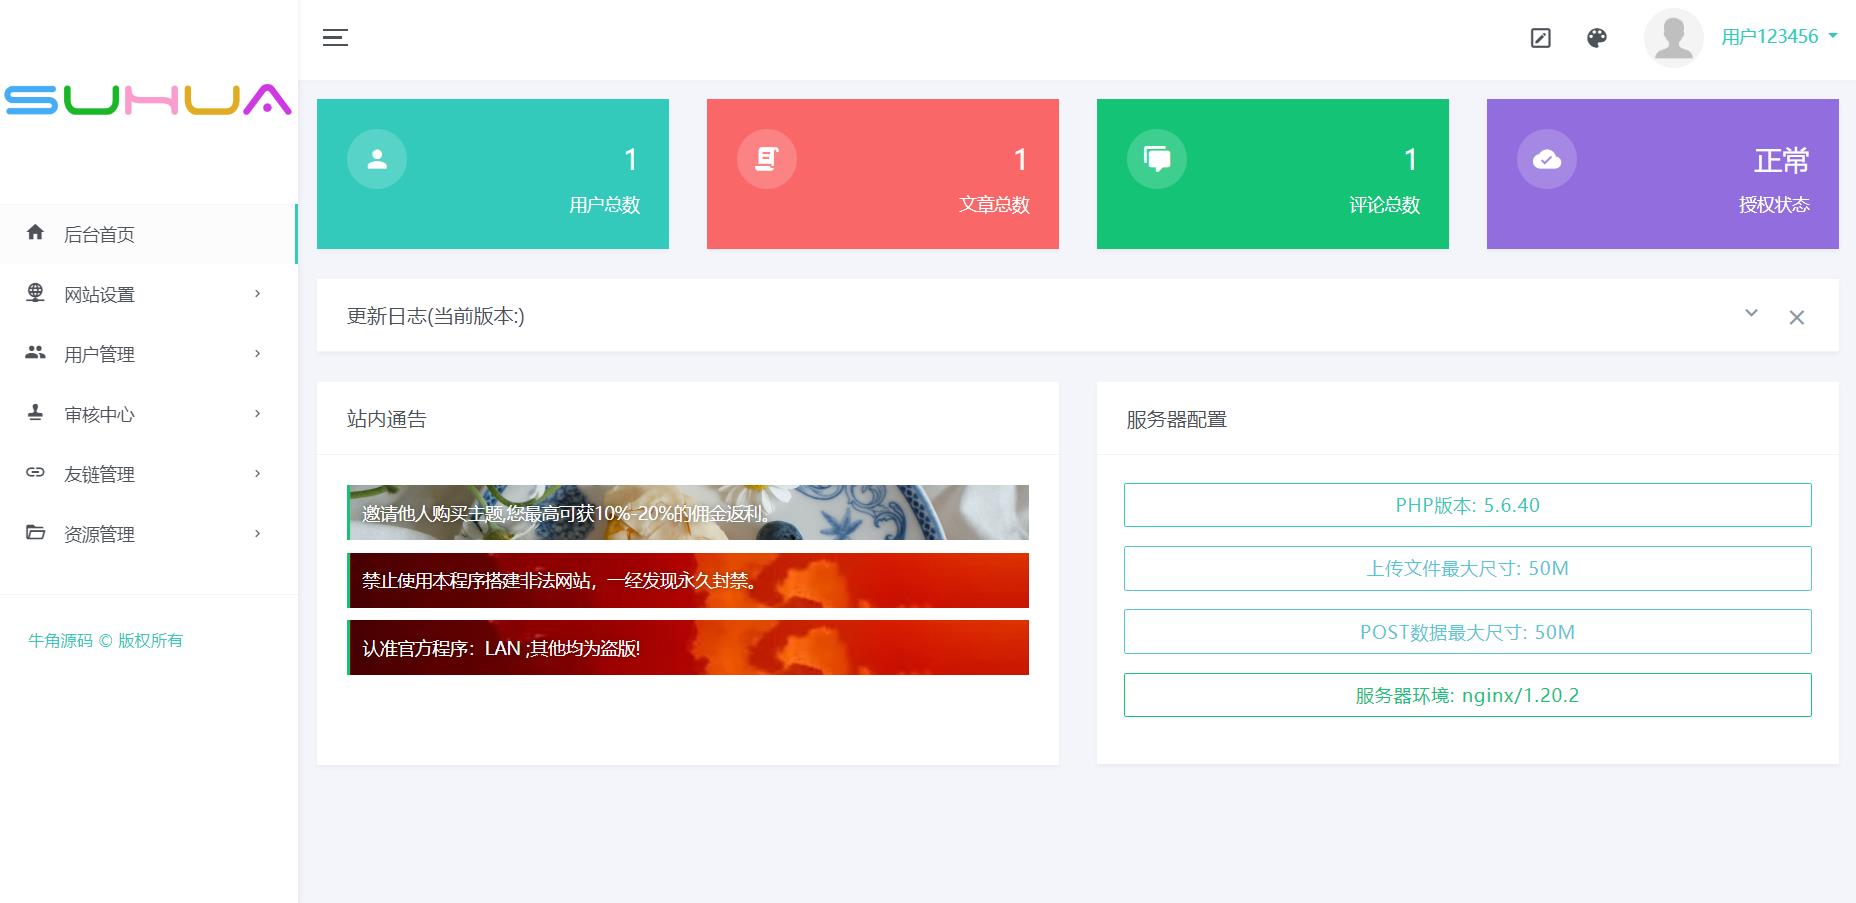 SUHUA
用户123456
后台首页
网站设置
用户管理
审核中心
友链管理
资源管理
牛角源码 © 版权所有
1
用户总数
1
文章总数
1
评论总数
正常
授权状态
更新日志(当前版本:)
站内通告
邀请他人购买主题,您最高可获10%-20%的佣金返利。
禁止使用本程序搭建非法网站，一经发现永久封禁。
认准官方程序：LAN ;其他均为盗版!
服务器配置
PHP版本: 5.6.40
上传文件最大尺寸: 50M
POST数据最大尺寸: 50M
服务器环境: nginx/1.20.2